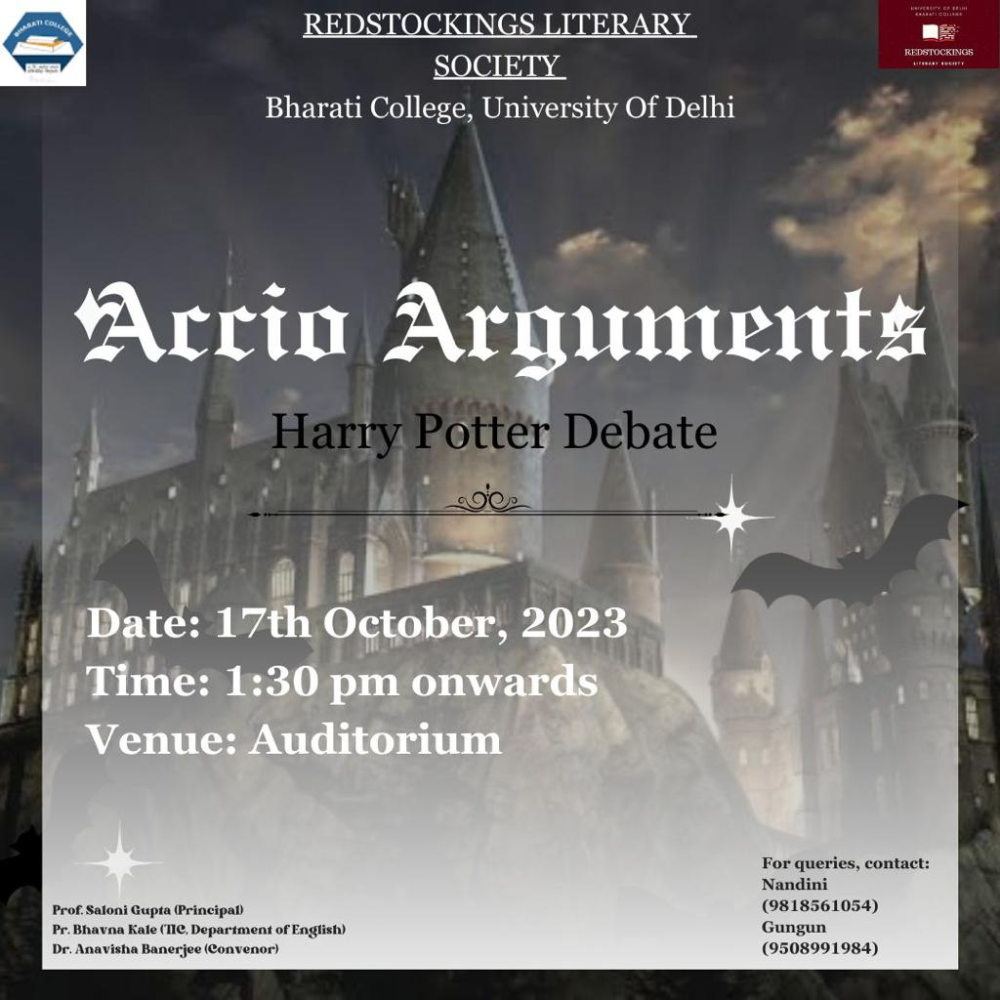 BHARATI COLLEGE
REDSTOCKINGS LITERARY
SOCIETY
Bharati College, University Of Delhi
UNIVERSITY OF DELHI
BHARATI COLLEGE
REDSTOCKINGS
LITERARY SOCIETY
Accio Arguments
Harry Potter Debate
Date: 17th October, 2023
Time: 1:30 pm onwards
Venue: Auditorium
Prof. Saloni Gupta (Principal)
Pr. Bhavna Kale (TIC, Department of English)
Dr. Anavisha Banerjee (Convenor)
For queries, contact:
Nandini
(9818561054)
Gungun
(9508991984)